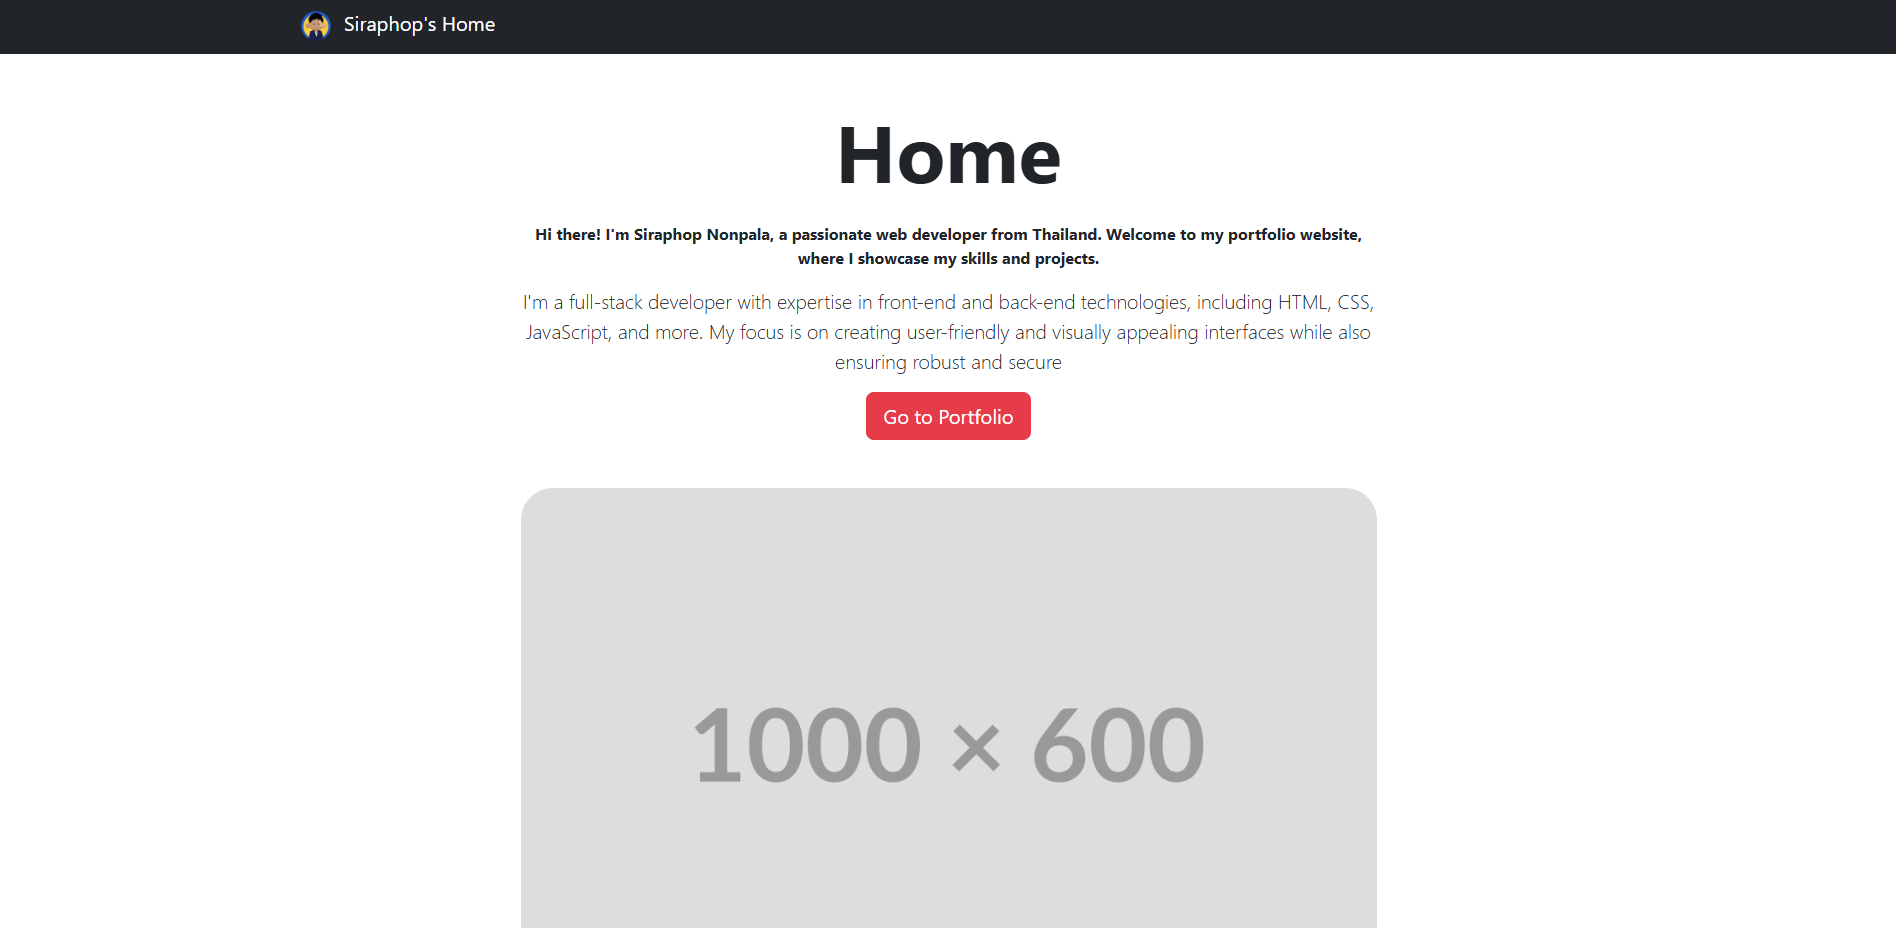 Siraphop's Home
Home
Hi there! I'm Siraphop Nonpala, a passionate web developer from Thailand. Welcome to my portfolio website,
where I showcase my skills and projects.
I'm a full-stack developer with expertise in front-end and back-end technologies, including HTML, CSS,
JavaScript, and more. My focus is on creating user-friendly and visually appealing interfaces while also
ensuring robust and secure
Go to Portfolio
1000 × 600